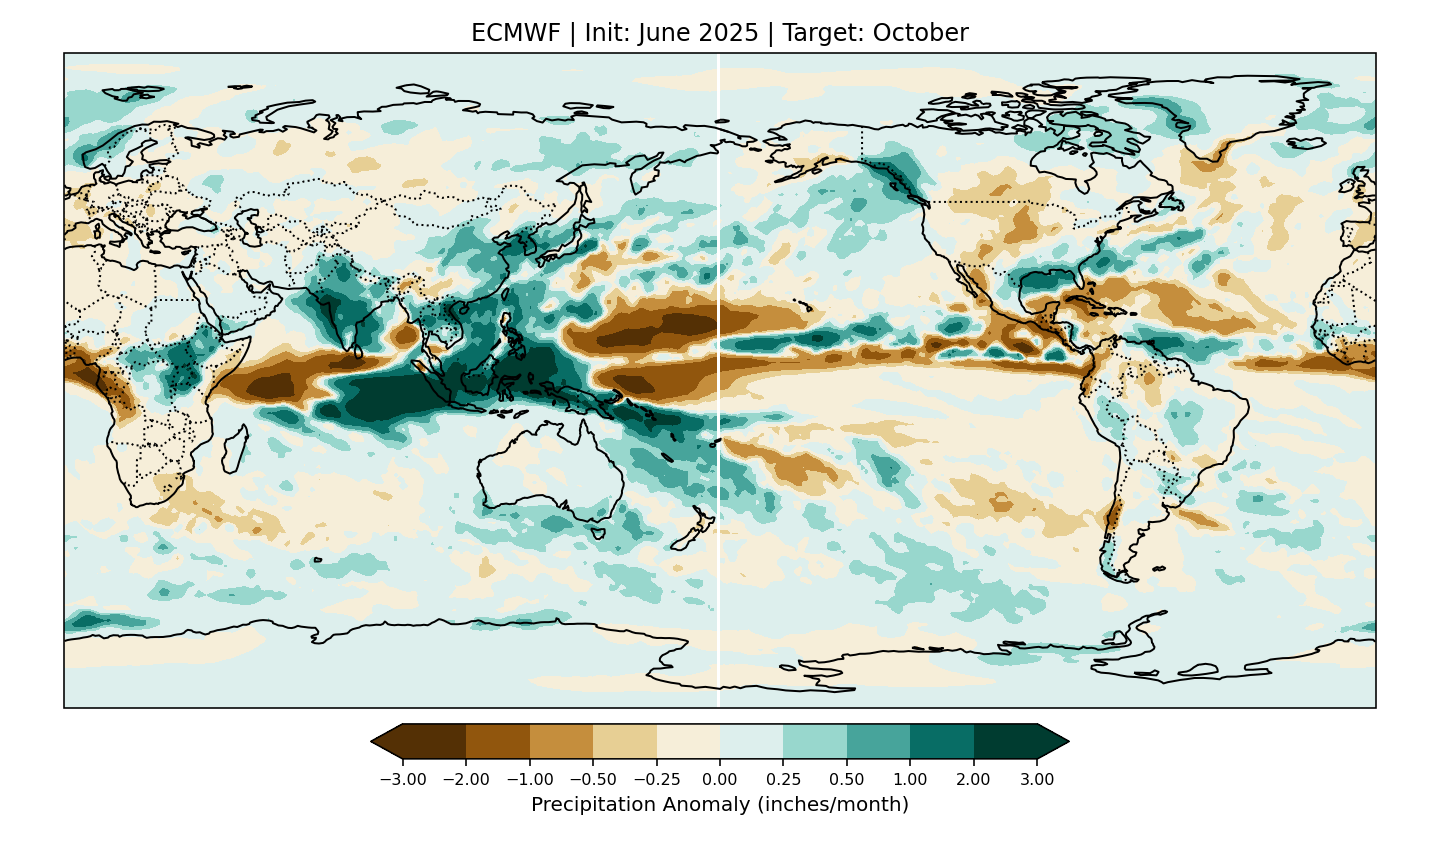 ECMWF | Init: June 2025 | Target: October
−3.00 −2.00 −1.00 −0.50 −0.25 0.00 0.25 0.50 1.00 2.00 3.00
Precipitation Anomaly (inches/month)